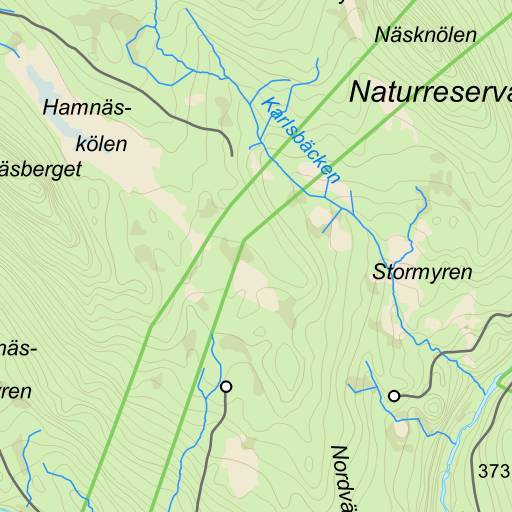 Näsknölen
Naturreserva
Karlsbäcken
Hamnäs-
kölen
äsberget
Stormyren
näs-
yren
Nordvä
373